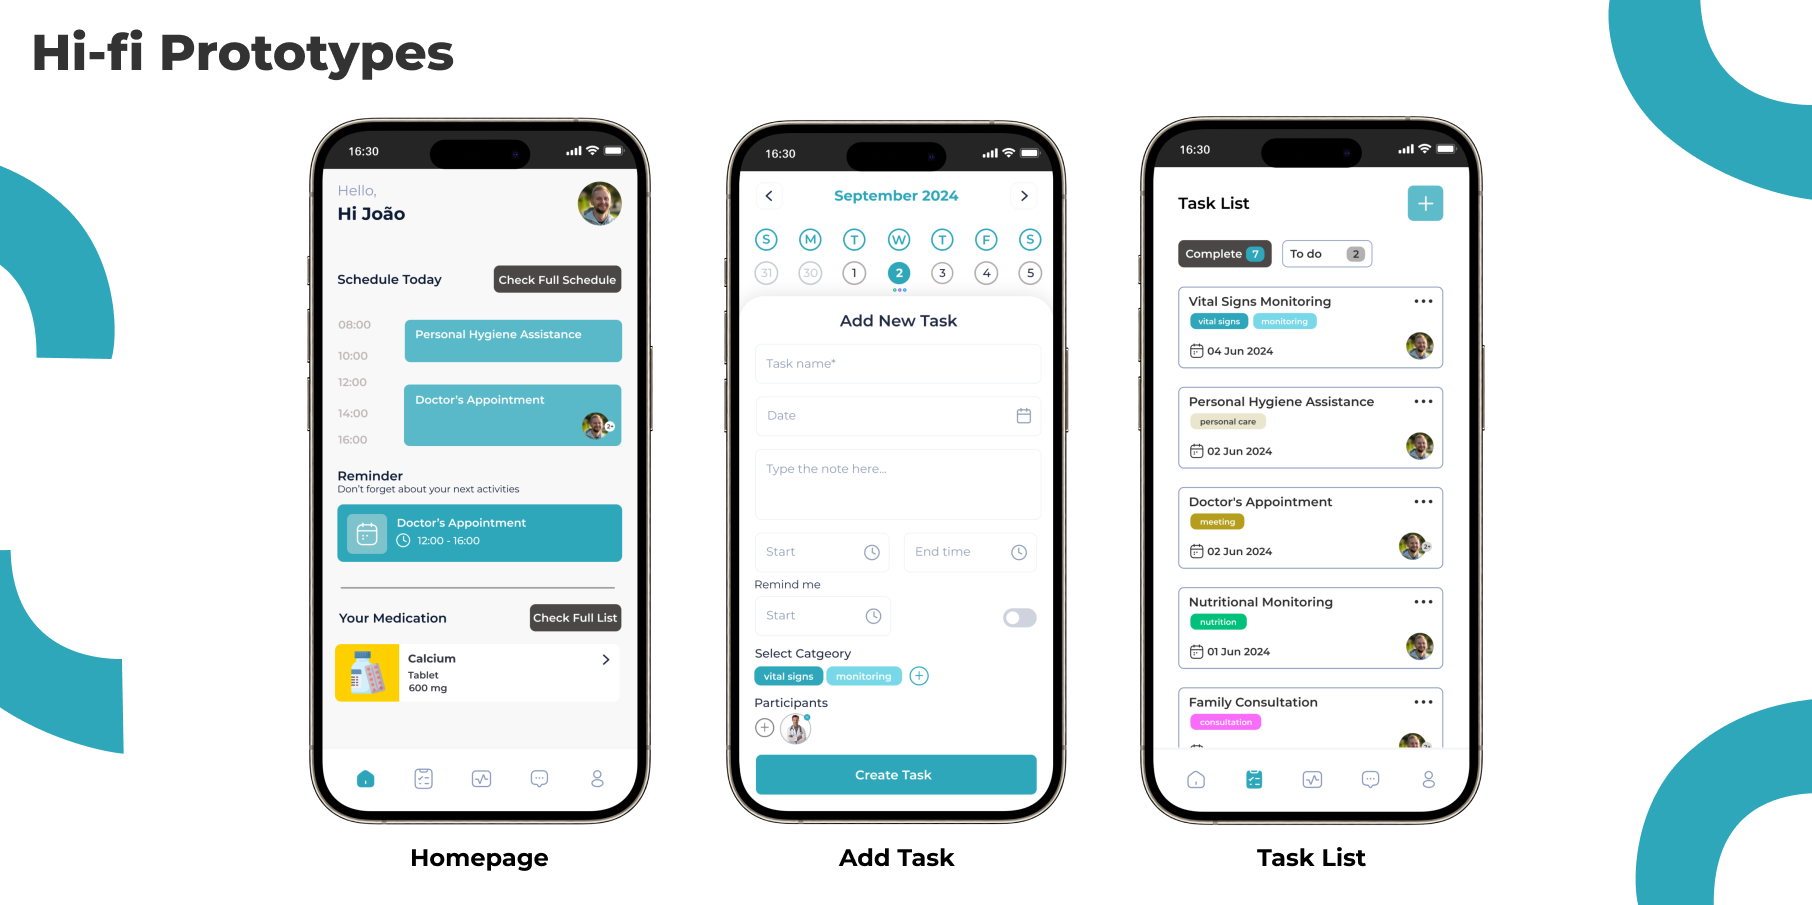 Hi-fi Prototypes
16:30
Hello,
Hi João
Schedule Today
Check Full Schedule
08:00
Personal Hygiene Assistance
10:00
12:00
Doctor's Appointment
14:00
2+
16:00
Reminder
Don't forget about your next activities
Doctor's Appointment
12:00 - 16:00
Your Medication
Check Full List
Calcium
Tablet
600 mg
Homepage
16:30
September 2024
S M T W T F S
31 30 1 2 3 4 5
Add New Task
Task name*
Date
Type the note here...
Start
End time
Remind me
Start
Select Catgeory
vital signs
monitoring
Participants
Create Task
Add Task
16:30
Task List
Complete 7
To do 2
Vital Signs Monitoring
vital signs
monitoring
04 Jun 2024
Personal Hygiene Assistance
personal care
02 Jun 2024
Doctor's Appointment
meeting
02 Jun 2024
2+
Nutritional Monitoring
nutrition
01 Jun 2024
Family Consultation
consultation
Task List